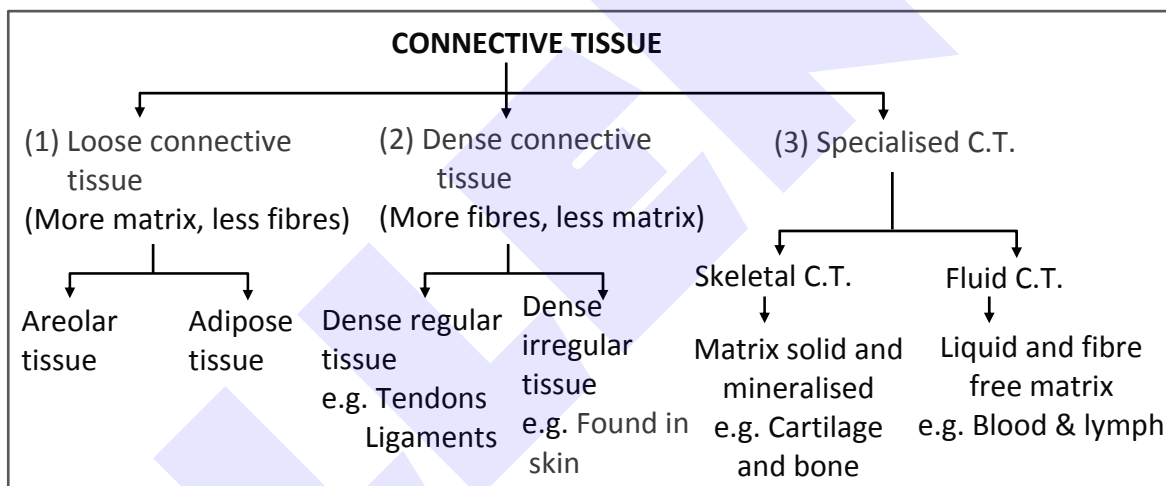 CONNECTIVE TISSUE
(1) Loose connective
tissue
(More matrix, less fibres)
(2) Dense connective
tissue
(More fibres, less matrix)
(3) Specialised C.T.
Areolar
tissue
Adipose
tissue
Dense regular
tissue
e.g. Tendons
Ligaments
Dense
irregular
tissue
e.g. Found in
skin
Skeletal C.T.
Matrix solid and
mineralised
e.g. Cartilage
and bone
Fluid C.T.
Liquid and fibre
free matrix
e.g. Blood & lymph